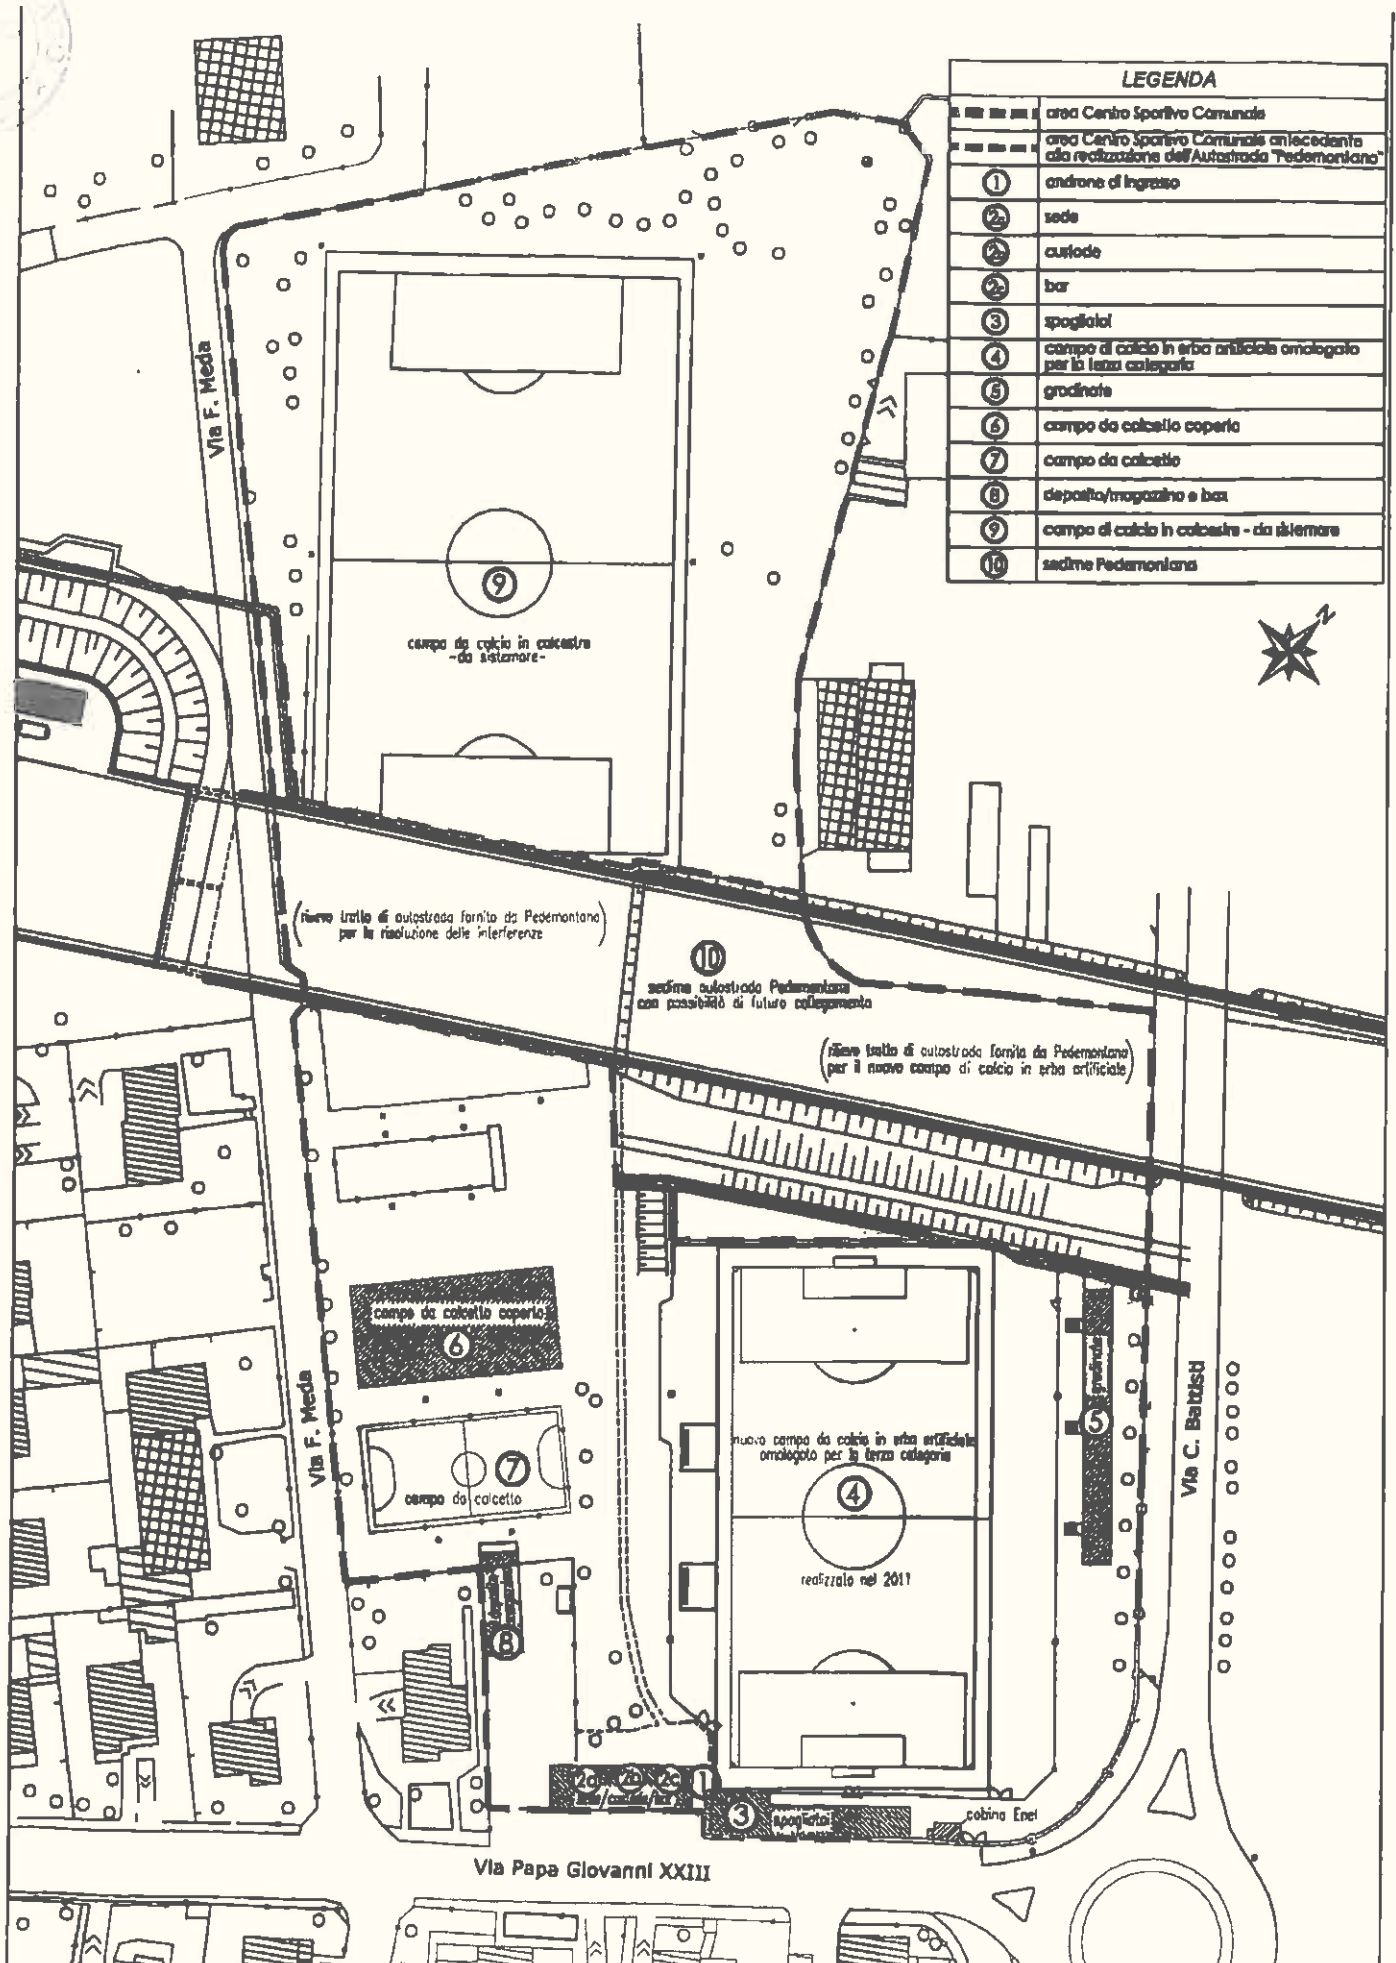 LEGENDA
area Centro Sportivo Comunale
area Centro Sportivo Comunale antecedente
alla realizzazione dell'Autostrada "Pedemontana"
1 androne di ingresso
2a sede
2b custode
2c bar
3 spogliatoi
4 campo di calcio in erba artificiale omologato
per la terza categoria
5 gradinate
6 campo da calcetto coperto
7 campo da calcetto
8 deposito/magazzino e box
9 campo di calcio in calcestre - da sistemare
10 sedime Pedemontana
N
Via F. Meda
9
campo da calcio in calcestre
-da sistemare-
(rilievo tratto di autostrada fornito da Pedemontana)
per la risoluzione delle interferenze
10
sedime autostrada Pedemontana
con possibilità di futuro collegamento
(rilievo tratto di autostrada fornito da Pedemontana)
per il nuovo campo di calcio in erba artificiale
campo da calcetto coperto
6
gradinate
5
Via F. Meda
Via C. Battisti
nuovo campo da calcio in erba artificiale
omologato per la terza categoria
4
7
campo da calcetto
realizzato nel 2011
8
2a 2b 2c 1
3
spogliatoi
cabina Enel
Via Papa Giovanni XXIII